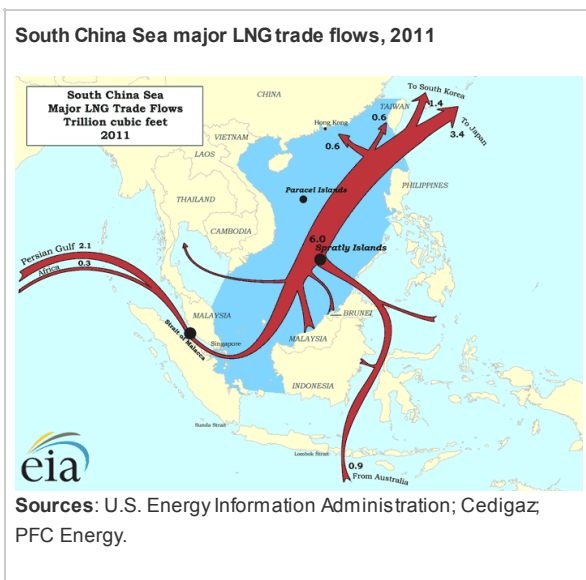 South China Sea major LNG trade flows, 2011
South China Sea
Major LNG Trade Flows
Trillion cubic feet
2011
CHINA
To South Korea
TAIWAN
1.4
0.6
To Japan
3.4
Hong Kong
0.6
VIETNAM
LAOS
Paracel Islands
PHILIPPINES
THAILAND
CAMBODIA
6.0
Spratly Islands
Persian Gulf 2.1
Africa 0.3
MALAYSIA
BRUNEI
Strait of Malacca
Singapore
MALAYSIA
INDONESIA
Sunda Strait
Lombok Strait
eia
0.9
From Australia
Sources: U.S. Energy Information Administration; Cedigaz;
PFC Energy.